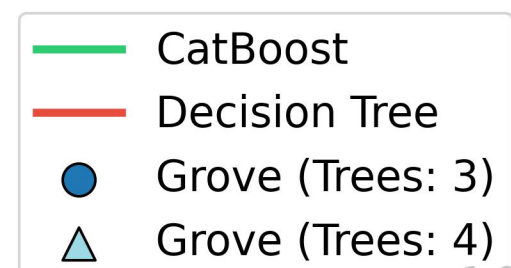 CatBoost
Decision Tree
Grove (Trees: 3)
Grove (Trees: 4)